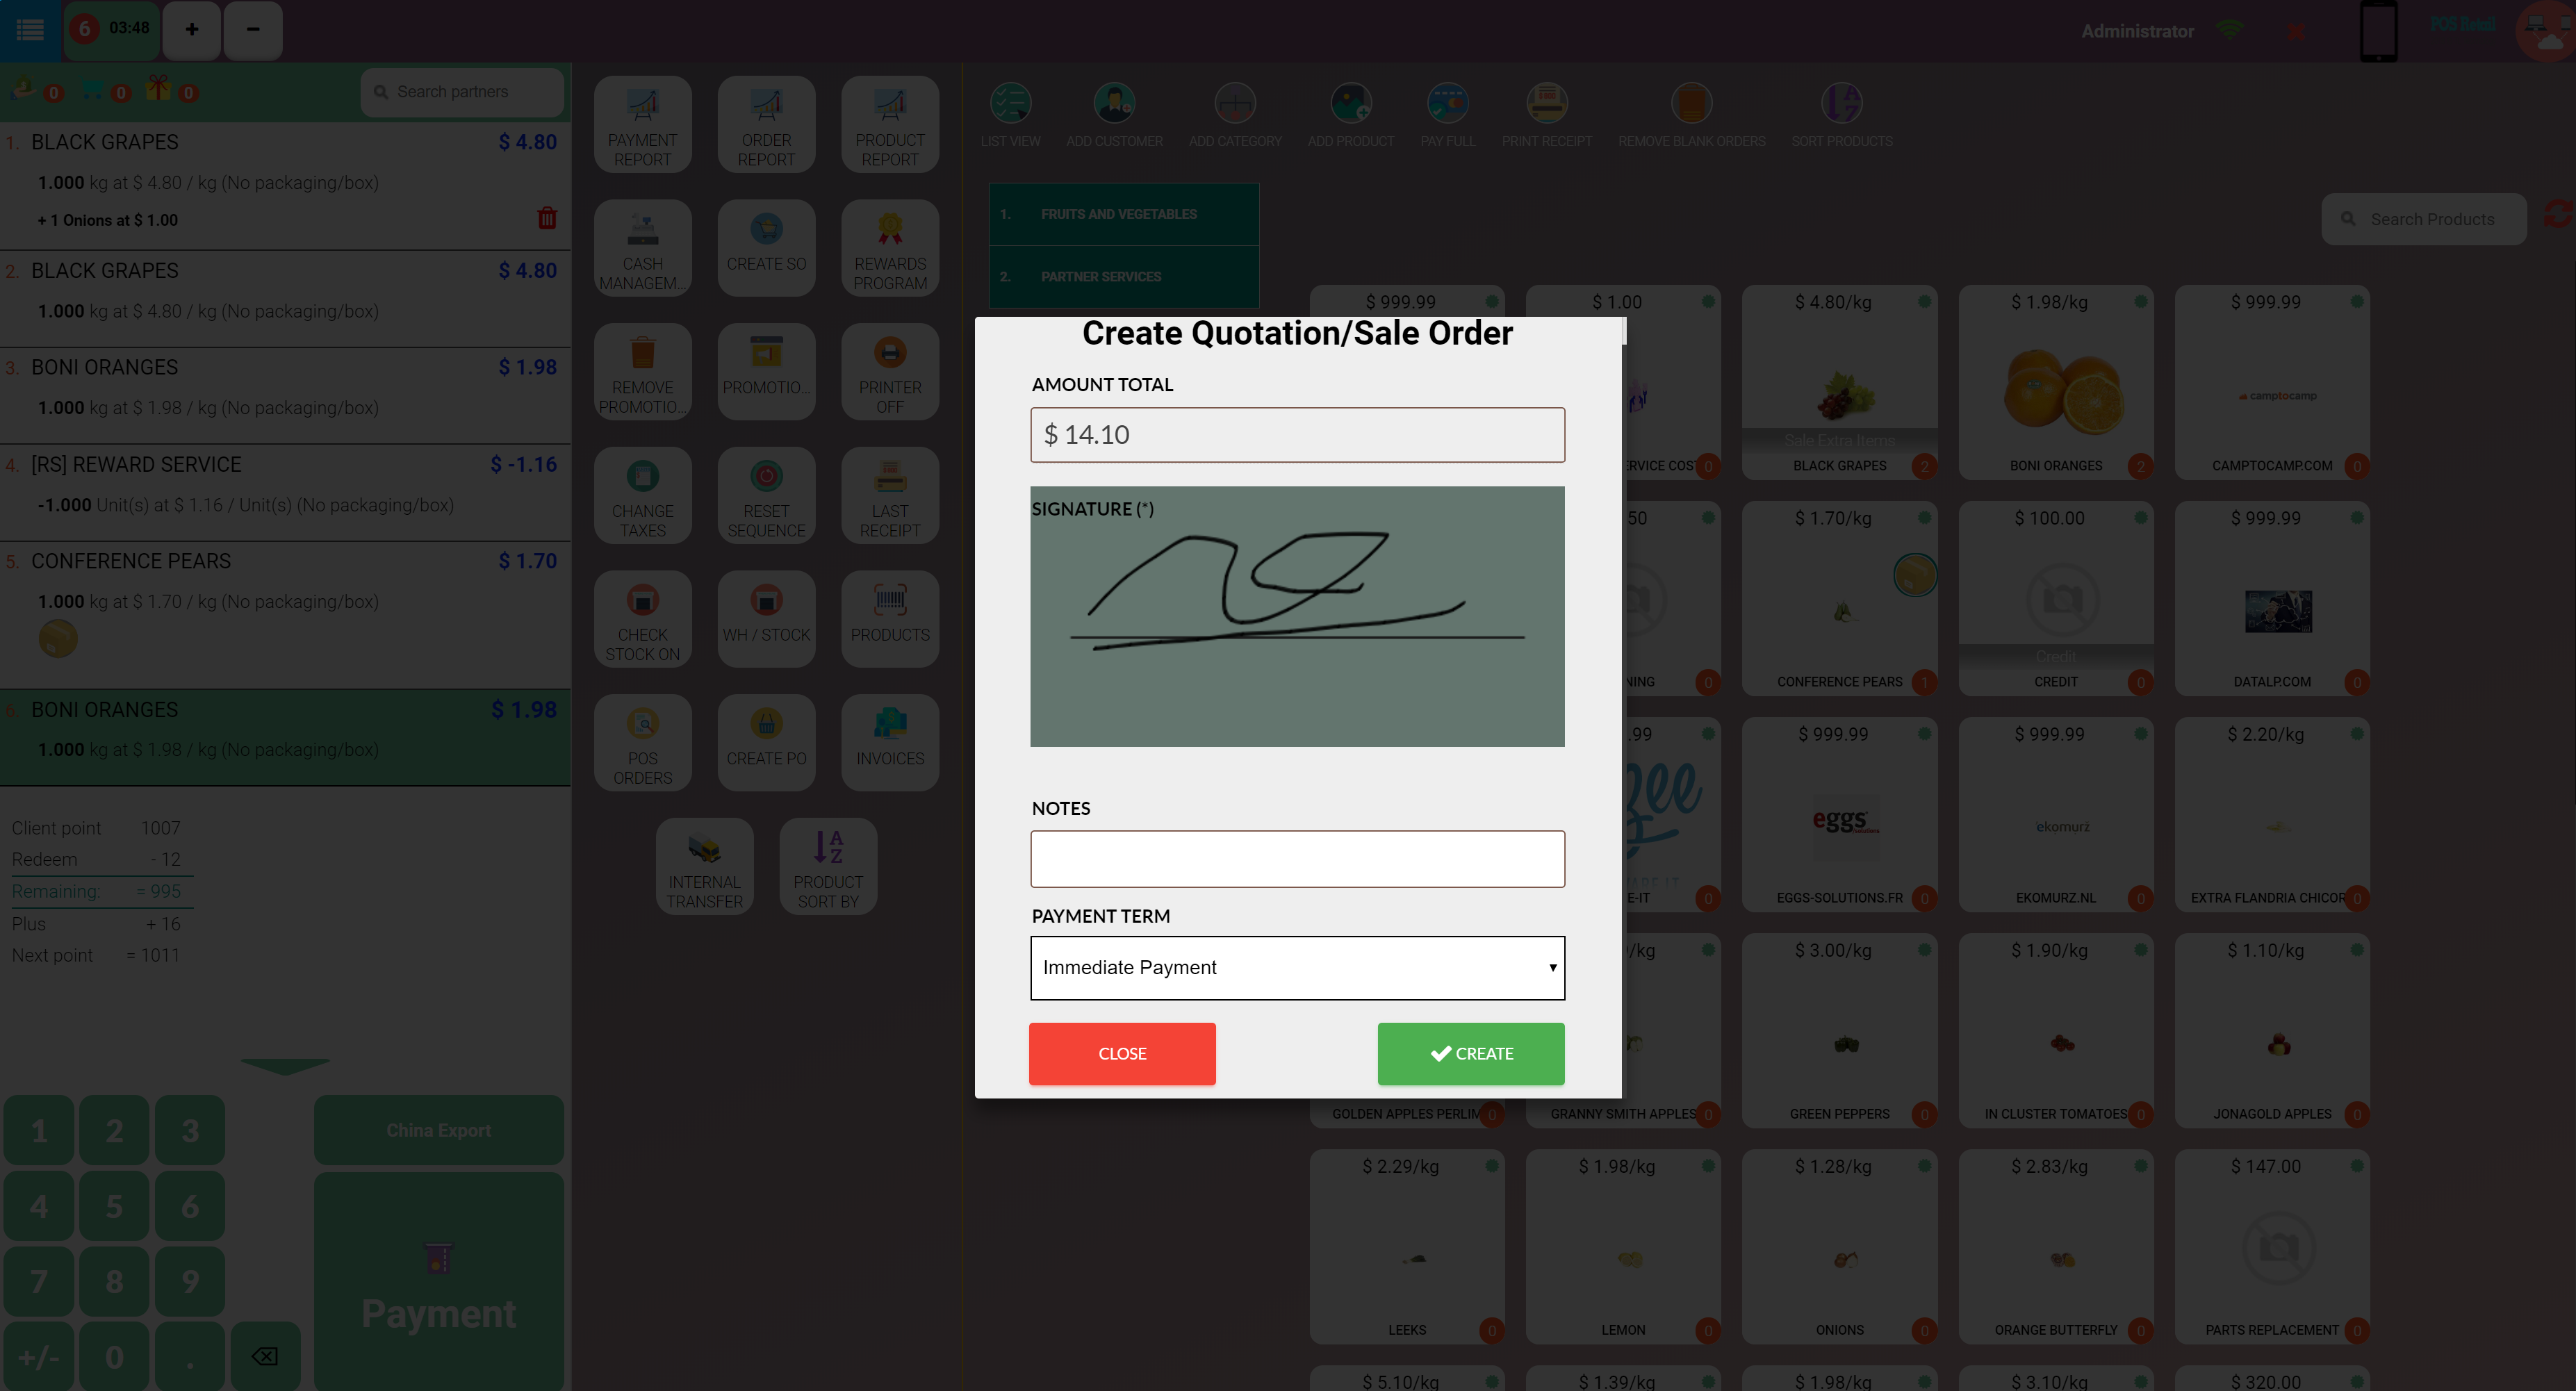 6 03:48 + -
Administrator
POS Retail
0 0 0 Search partners
1. BLACK GRAPES $ 4.80
1.000 kg at $ 4.80 / kg (No packaging/box)
+ 1 Onions at $ 1.00
2. BLACK GRAPES $ 4.80
1.000 kg at $ 4.80 / kg (No packaging/box)
3. BONI ORANGES $ 1.98
1.000 kg at $ 1.98 / kg (No packaging/box)
4. [RS] REWARD SERVICE $ -1.16
-1.000 Unit(s) at $ 1.16 / Unit(s) (No packaging/box)
5. CONFERENCE PEARS $ 1.70
1.000 kg at $ 1.70 / kg (No packaging/box)
6. BONI ORANGES $ 1.98
1.000 kg at $ 1.98 / kg (No packaging/box)
Client point 1007
Redeem - 12
Remaining: = 995
Plus + 16
Next point = 1011
1 2 3
4 5 6
7 8 9
+/- 0 .
China Export
Payment
PAYMENT REPORT
ORDER REPORT
PRODUCT REPORT
CASH MANAGEM...
CREATE SO
REWARDS PROGRAM
REMOVE PROMOTIO...
PROMOTIO...
PRINTER OFF
CHANGE TAXES
RESET SEQUENCE
LAST RECEIPT
CHECK STOCK ON
WH / STOCK
PRODUCTS
POS ORDERS
CREATE PO
INVOICES
INTERNAL TRANSFER
PRODUCT SORT BY
LIST VIEW ADD CUSTOMER ADD CATEGORY ADD PRODUCT PAY FULL PRINT RECEIPT REMOVE BLANK ORDERS SORT PRODUCTS
1. FRUITS AND VEGETABLES
2. PARTNER SERVICES
Search Products
Create Quotation/Sale Order
AMOUNT TOTAL
$ 14.10
SIGNATURE (*)
NOTES
PAYMENT TERM
Immediate Payment
CLOSE
CREATE
$ 999.99 $ 1.00 $ 4.80/kg $ 1.98/kg $ 999.99
camptocamp
Sale Extra Items
ERVICE COST 0 BLACK GRAPES 2 BONI ORANGES 2 CAMPTOCAMP.COM 0
50 $ 1.70/kg $ 100.00 $ 999.99
Credit
NING 0 CONFERENCE PEARS 1 CREDIT 0 DATALP.COM 0
.99 $ 999.99 $ 999.99 $ 2.20/kg
eggs ekomurz
E-IT 0 EGGS-SOLUTIONS.FR 0 EKOMURZ.NL 0 EXTRA FLANDRIA CHICOR 0
/kg $ 3.00/kg $ 1.90/kg $ 1.10/kg
GOLDEN APPLES PERLIM 0 GRANNY SMITH APPLES 0 GREEN PEPPERS 0 IN CLUSTER TOMATOES 0 JONAGOLD APPLES 0
$ 2.29/kg $ 1.98/kg $ 1.28/kg $ 2.83/kg $ 147.00
LEEKS 0 LEMON 0 ONIONS 0 ORANGE BUTTERFLY 0 PARTS REPLACEMENT 0
$ 5.10/kg $ 1.39/kg $ 1.98/kg $ 3.10/kg $ 320.00